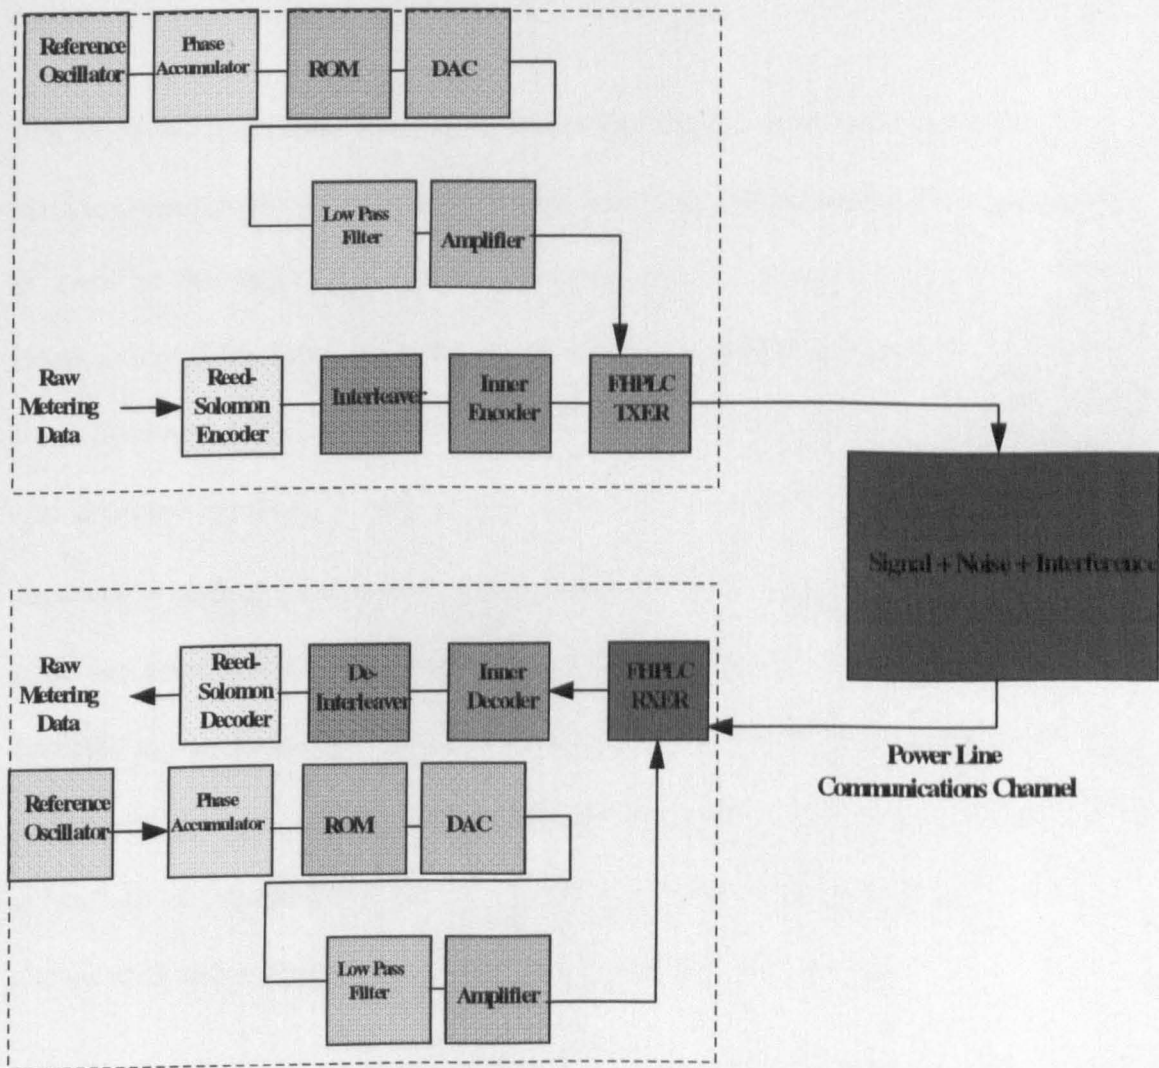 Reference
Oscillator
Phase
Accumulator
ROM
DAC
Low Pass
Filter
Amplifier
Raw
Metering
Data
Reed-
Solomon
Encoder
Interleaver
Inner
Encoder
FHPLC
TXER
Signal + Noise + Interference
Raw
Metering
Data
Reed-
Solomon
Decoder
De-
Interleaver
Inner
Decoder
FHPLC
RXER
Power Line
Communications Channel
Reference
Oscillator
Phase
Accumulator
ROM
DAC
Low Pass
Filter
Amplifier